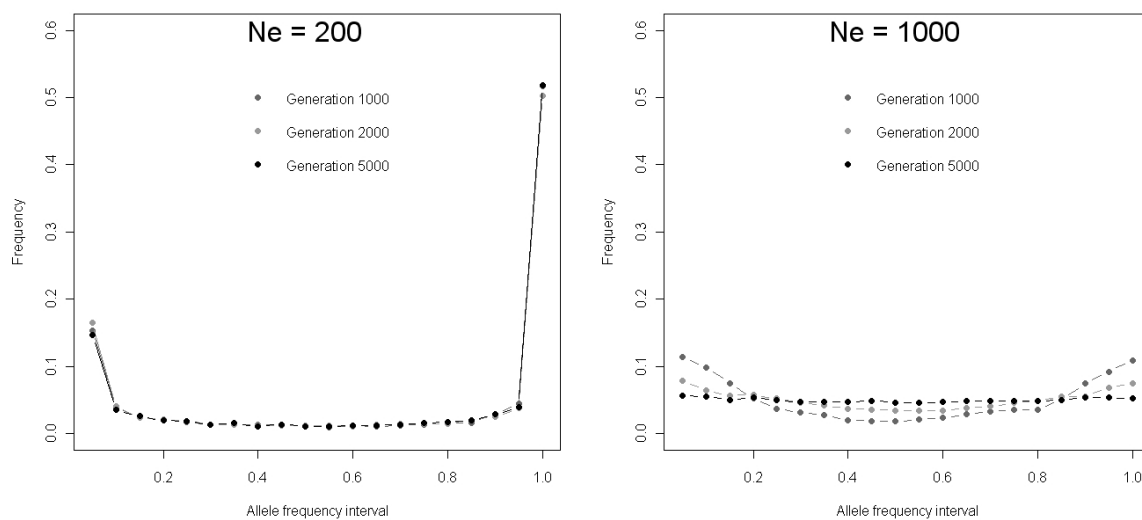 Ne = 200
Generation 1000
Generation 2000
Generation 5000
Frequency
0.0
0.1
0.2
0.3
0.4
0.5
0.6
0.2
0.4
0.6
0.8
1.0
Allele frequency interval
Ne = 1000
Generation 1000
Generation 2000
Generation 5000
Frequency
0.0
0.1
0.2
0.3
0.4
0.5
0.6
0.2
0.4
0.6
0.8
1.0
Allele frequency interval